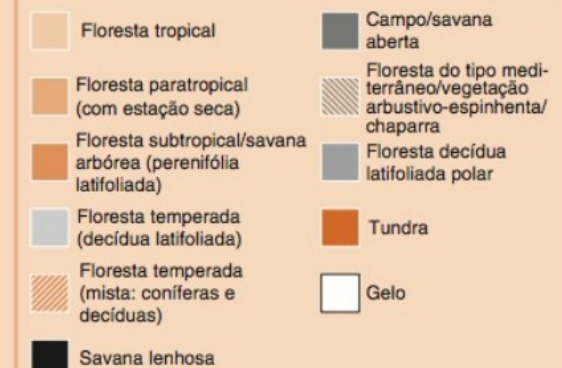 Floresta tropical
Floresta paratropical
(com estação seca)
Floresta subtropical/savana
arbórea (perenifólia
latifoliada)
Floresta temperada
(decídua latifoliada)
Floresta temperada
(mista: coníferas e
decíduas)
Savana lenhosa
Campo/savana
aberta
Floresta do tipo medi-
terrâneo/vegetação
arbustivo-espinhenta/
chaparra
Floresta decídua
latifoliada polar
Tundra
Gelo